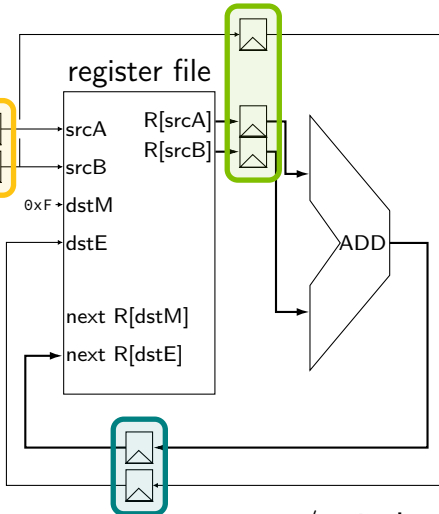 register file
srcA
R[srcA]
R[srcB]
srcB
0xF
dstM
dstE
ADD
next R[dstM]
next R[dstE]